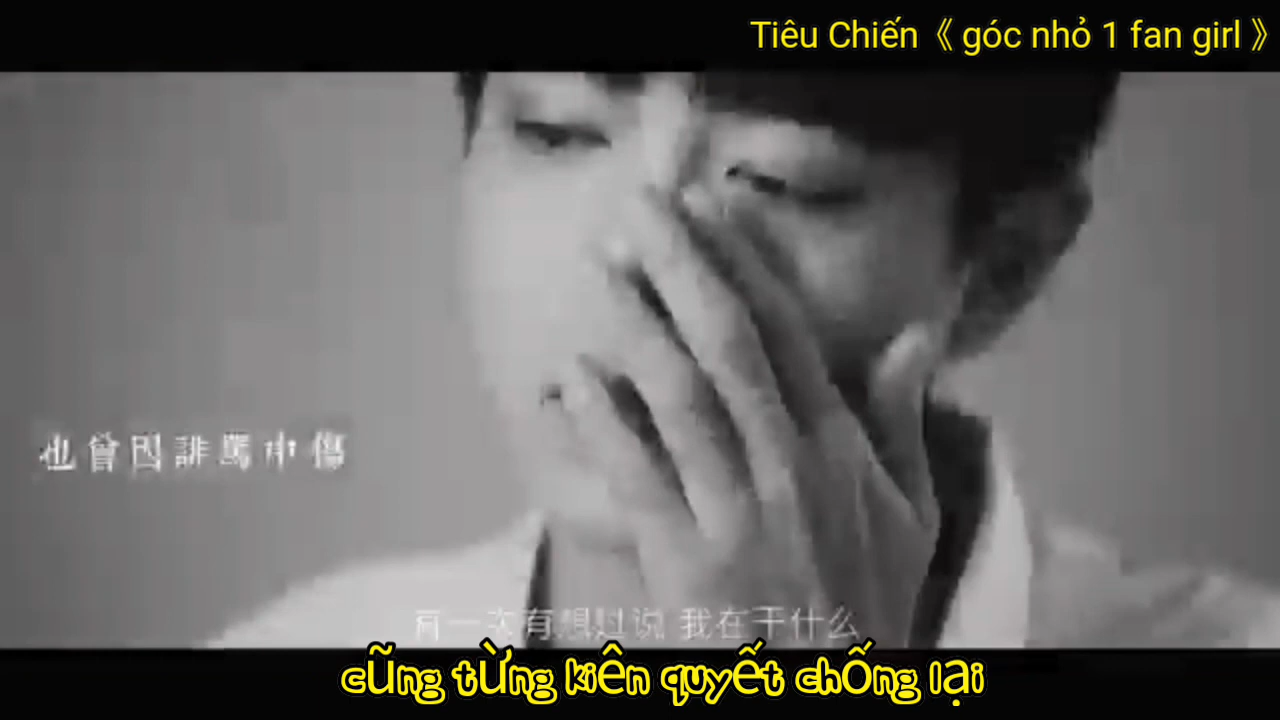 Tiêu Chiến《 góc nhỏ 1 fan girl 》
也曾因誹罵中傷
有一次有想过说 我在干什么
cũng từng kiên quyết chống lại